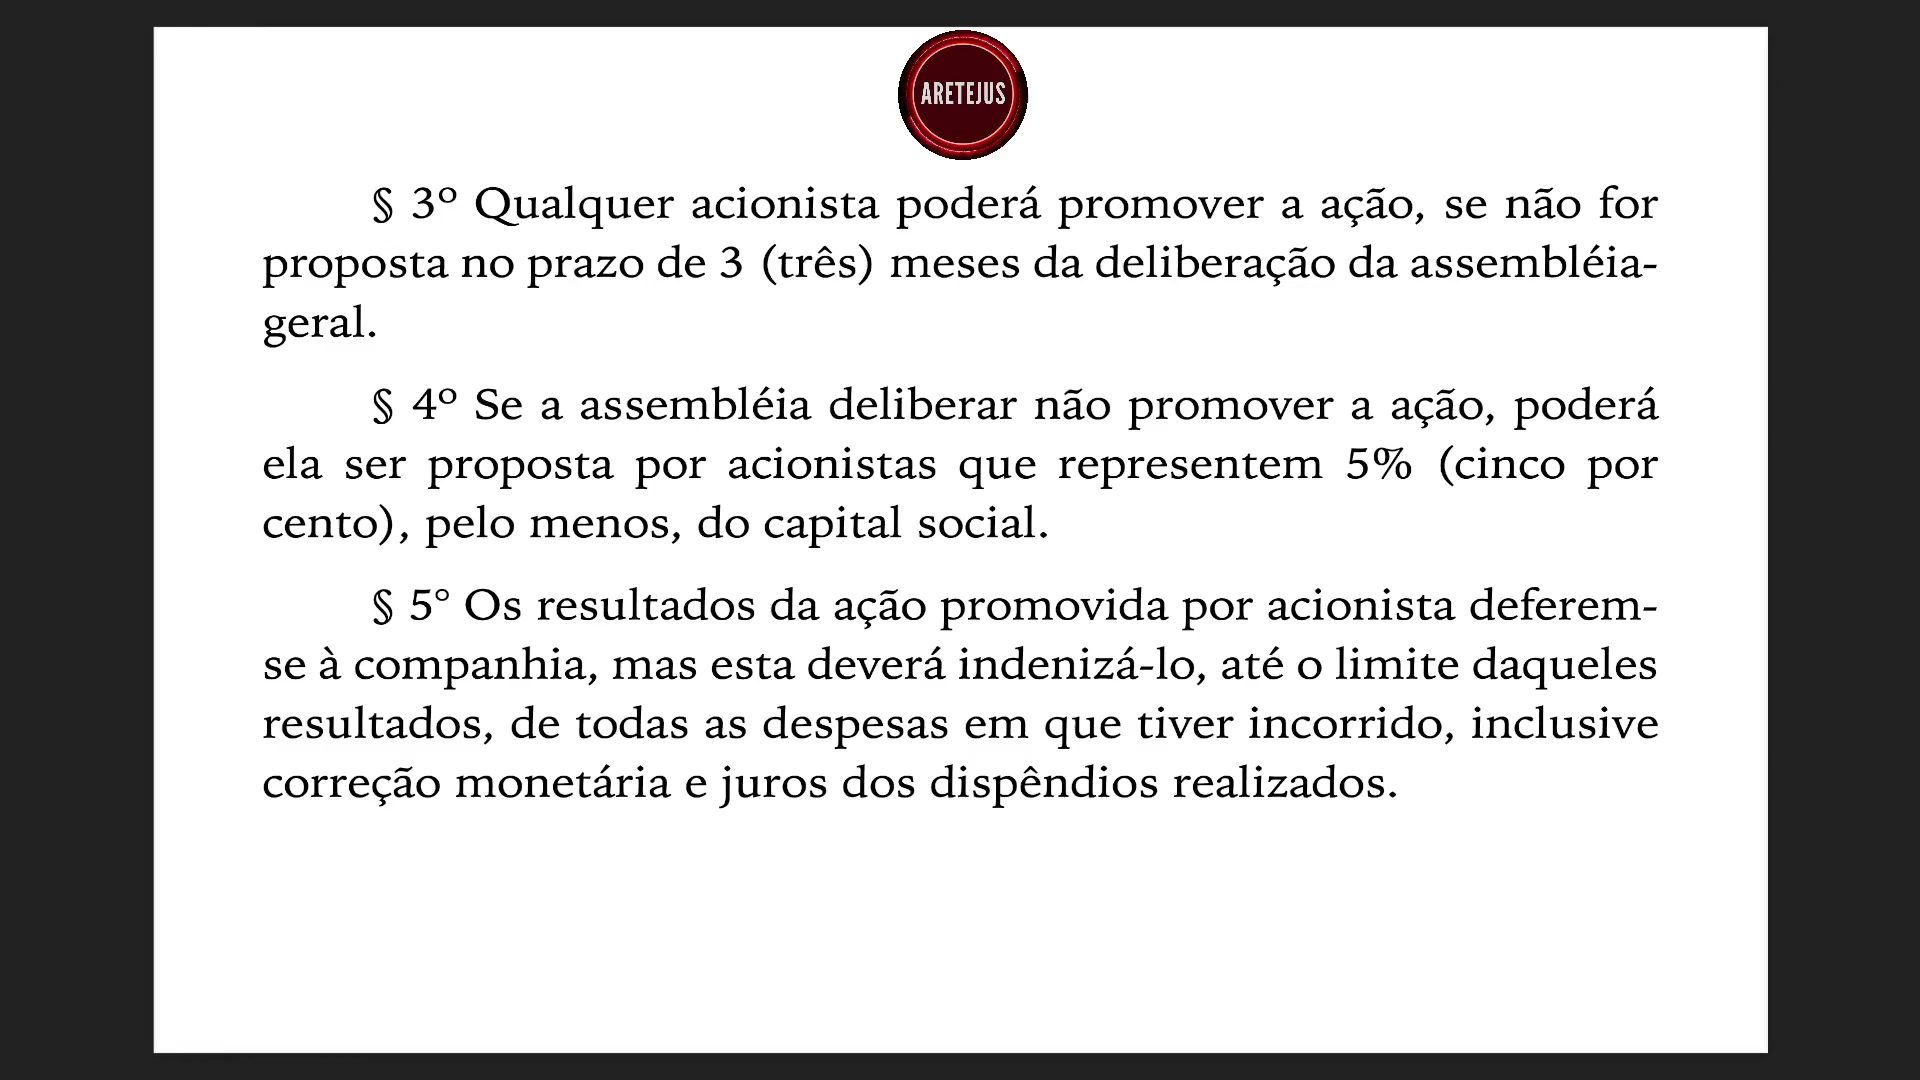 ARETEJUS
§ 3º Qualquer acionista poderá promover a ação, se não for
proposta no prazo de 3 (três) meses da deliberação da assembléia-
geral.
§ 4º Se a assembléia deliberar não promover a ação, poderá
ela ser proposta por acionistas que representem 5% (cinco por
cento), pelo menos, do capital social.
§ 5° Os resultados da ação promovida por acionista deferem-
se à companhia, mas esta deverá indenizá-lo, até o limite daqueles
resultados, de todas as despesas em que tiver incorrido, inclusive
correção monetária e juros dos dispêndios realizados.